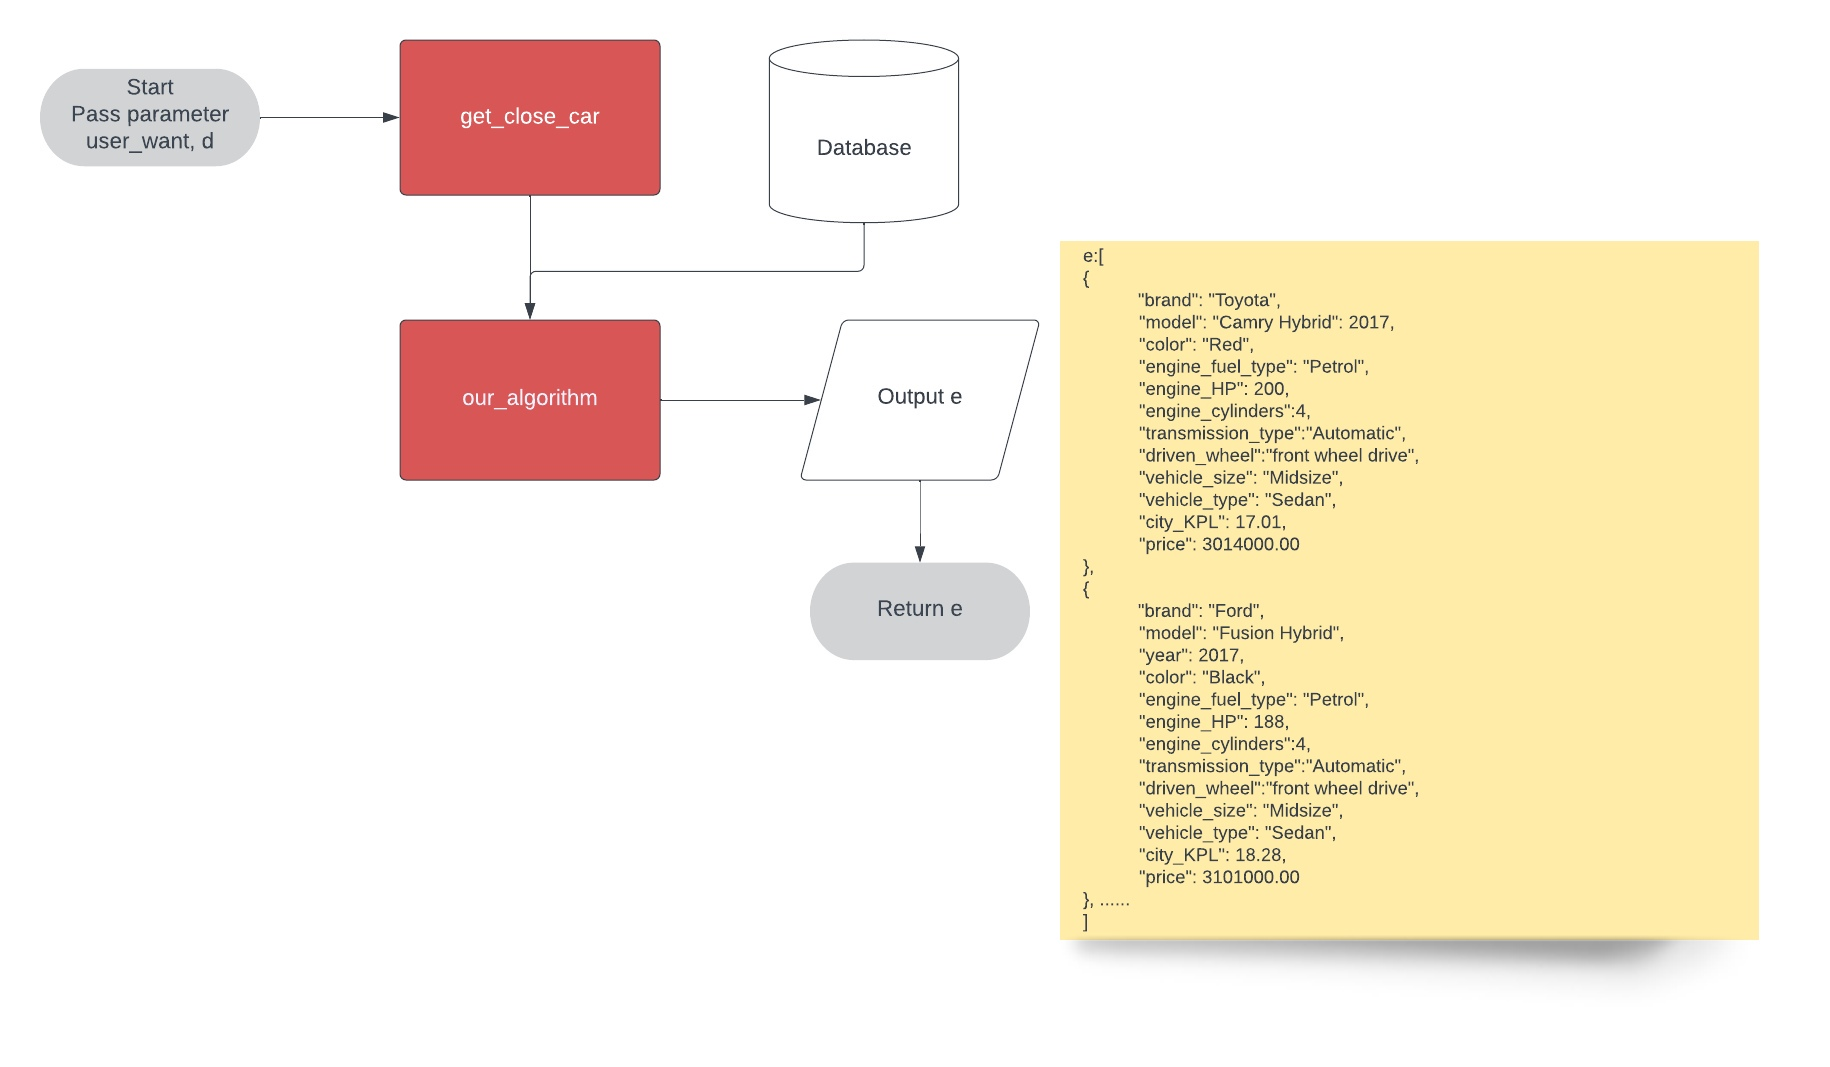 Start
Pass parameter
user_want, d
get_close_car
Database
our_algorithm
Output e
Return e
e:[
{
"brand": "Toyota",
"model": "Camry Hybrid": 2017,
"color": "Red",
"engine_fuel_type": "Petrol",
"engine_HP": 200,
"engine_cylinders":4,
"transmission_type":"Automatic",
"driven_wheel":"front wheel drive",
"vehicle_size": "Midsize",
"vehicle_type": "Sedan",
"city_KPL": 17.01,
"price": 3014000.00
},
{
"brand": "Ford",
"model": "Fusion Hybrid",
"year": 2017,
"color": "Black",
"engine_fuel_type": "Petrol",
"engine_HP": 188,
"engine_cylinders":4,
"transmission_type":"Automatic",
"driven_wheel":"front wheel drive",
"vehicle_size": "Midsize",
"vehicle_type": "Sedan",
"city_KPL": 18.28,
"price": 3101000.00
}, ......
]